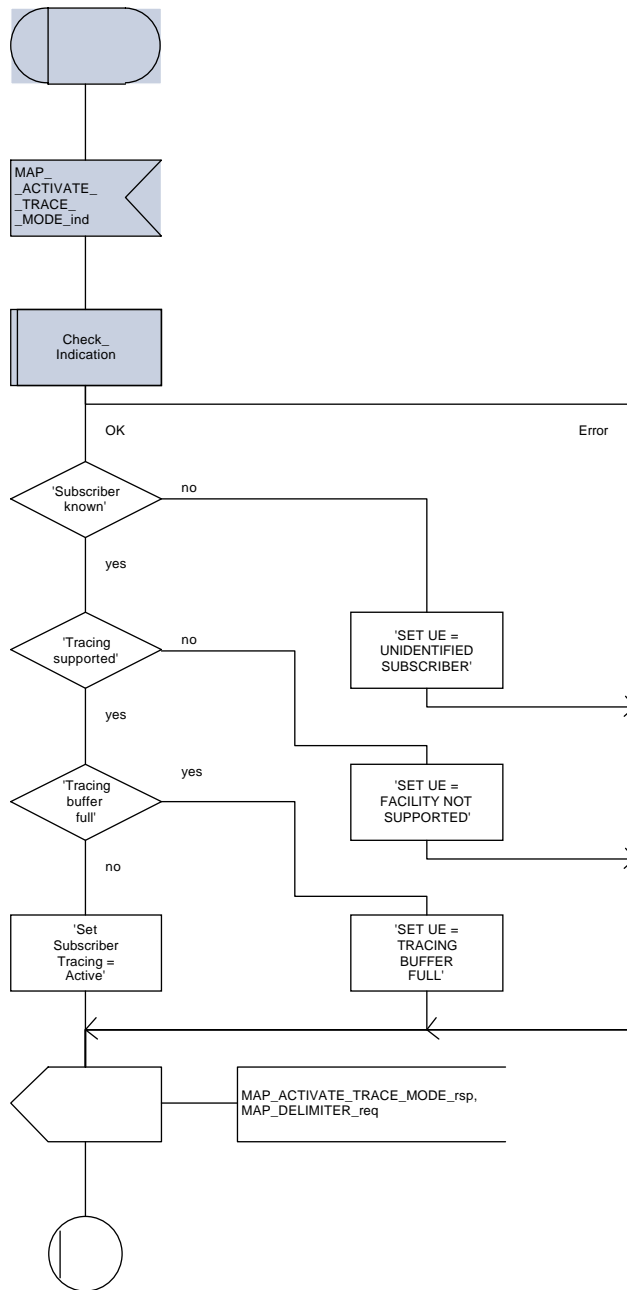 MAP_
_ACTIVATE_
_TRACE_
_MODE_ind
Check_
Indication
OK
Error
'Subscriber
known'
no
yes
'Tracing
supported'
no
'SET UE =
UNIDENTIFIED
SUBSCRIBER'
yes
'Tracing
buffer
full'
yes
'SET UE =
FACILITY NOT
SUPPORTED'
no
'Set
Subscriber
Tracing =
Active'
'SET UE =
TRACING
BUFFER
FULL'
MAP_ACTIVATE_TRACE_MODE_rsp,
MAP_DELIMITER_req